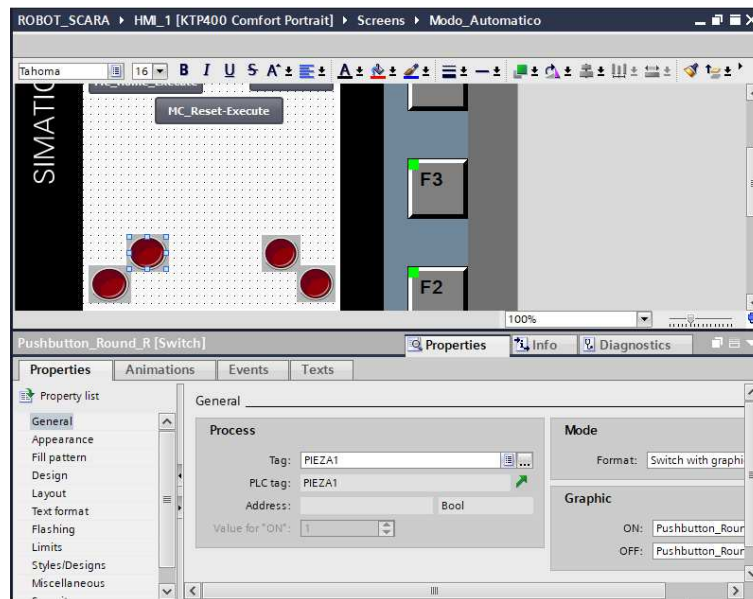 ROBOT_SCARA ▸ HMI_1 [KTP400 Comfort Portrait] ▸ Screens ▸ Modo_Automatico
Tahoma 16 B I U S A A
MC_Reset-Execute
SIMATIC
F3
F2
100%
Pushbutton_Round_R [Switch]
Properties Info Diagnostics
Properties Animations Events Texts
Property list
General
Appearance
Fill pattern
Design
Layout
Text format
Flashing
Limits
Styles/Designs
Miscellaneous
General
Process
Tag: PIEZA1
PLC tag: PIEZA1
Address: Bool
Value for "ON": 1
Mode
Format: Switch with graphi
Graphic
ON: Pushbutton_Roun
OFF: Pushbutton_Roun